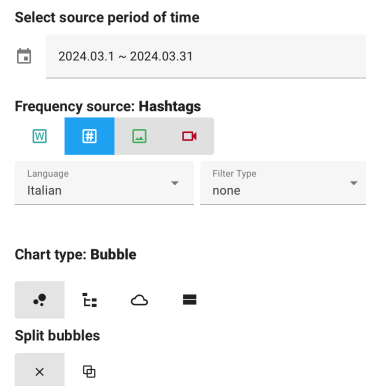 Select source period of time
2024.03.1 ~ 2024.03.31
Frequency source: Hashtags
W #
Language Filter Type
Italian none
Chart type: Bubble
Split bubbles